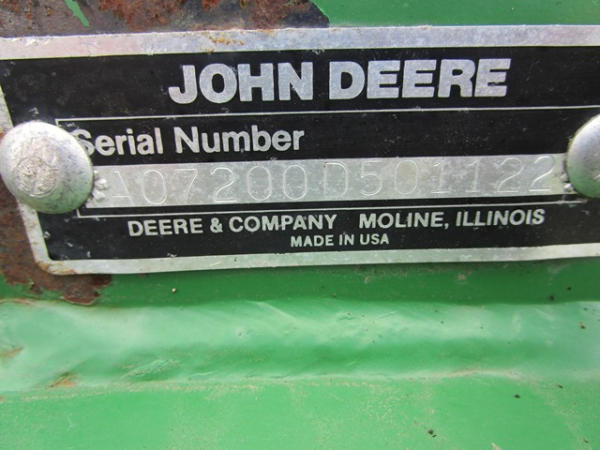 JOHN DEERE
Serial Number
A07200D501122
DEERE & COMPANY MOLINE, ILLINOIS
MADE IN USA